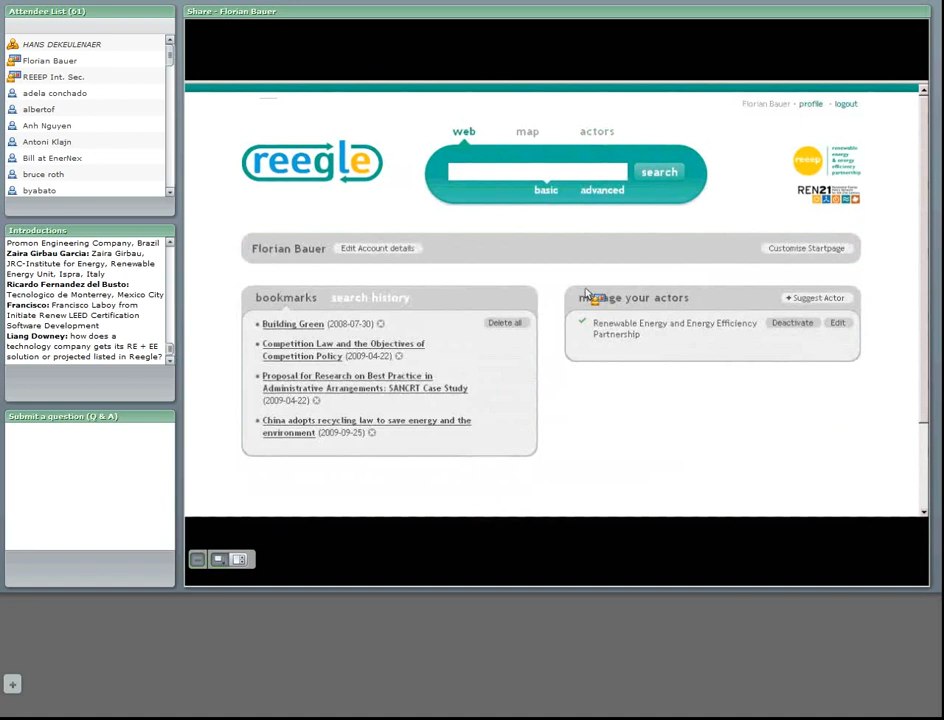 Attendee List (61)
HANS DEKEULENAER
Florian Bauer
REEEP Int. Sec.
adela conchado
albertof
Anh Nguyen
Antoni Klajn
Bill at EnerNex
bruce roth
byabato
Introductions
Promon Engineering Company, Brazil
Zaira Girbau Garcia: Zaira Girbau,
JRC-Institute for Energy, Renewable
Energy Unit, Ispra, Italy
Ricardo Fernandez del Busto:
Tecnologico de Monterrey, Mexico City
Francisco: Francisco Laboy from
Initiate Renew LEED Certification
Software Development
Liang Downey: how does a
technology company gets its RE + EE
solution or projected listed in Reegle?
Submit a question (Q & A)
Share - Florian Bauer
Florian Bauer - profile - logout
web map actors
reegle
search
basic advanced
reeep
renewable
energy
& energy
efficiency
partnership
REN21
Florian Bauer Edit Account details
Customise Startpage
bookmarks search history
Building Green (2008-07-30)
Delete all
Competition Law and the Objectives of
Competition Policy (2009-04-22)
Proposal for Research on Best Practice in
Administrative Arrangements: SANCRT Case Study
(2009-04-22)
China adopts recycling law to save energy and the
environment (2009-09-25)
manage your actors
+ Suggest Actor
Renewable Energy and Energy Efficiency
Partnership
Deactivate Edit